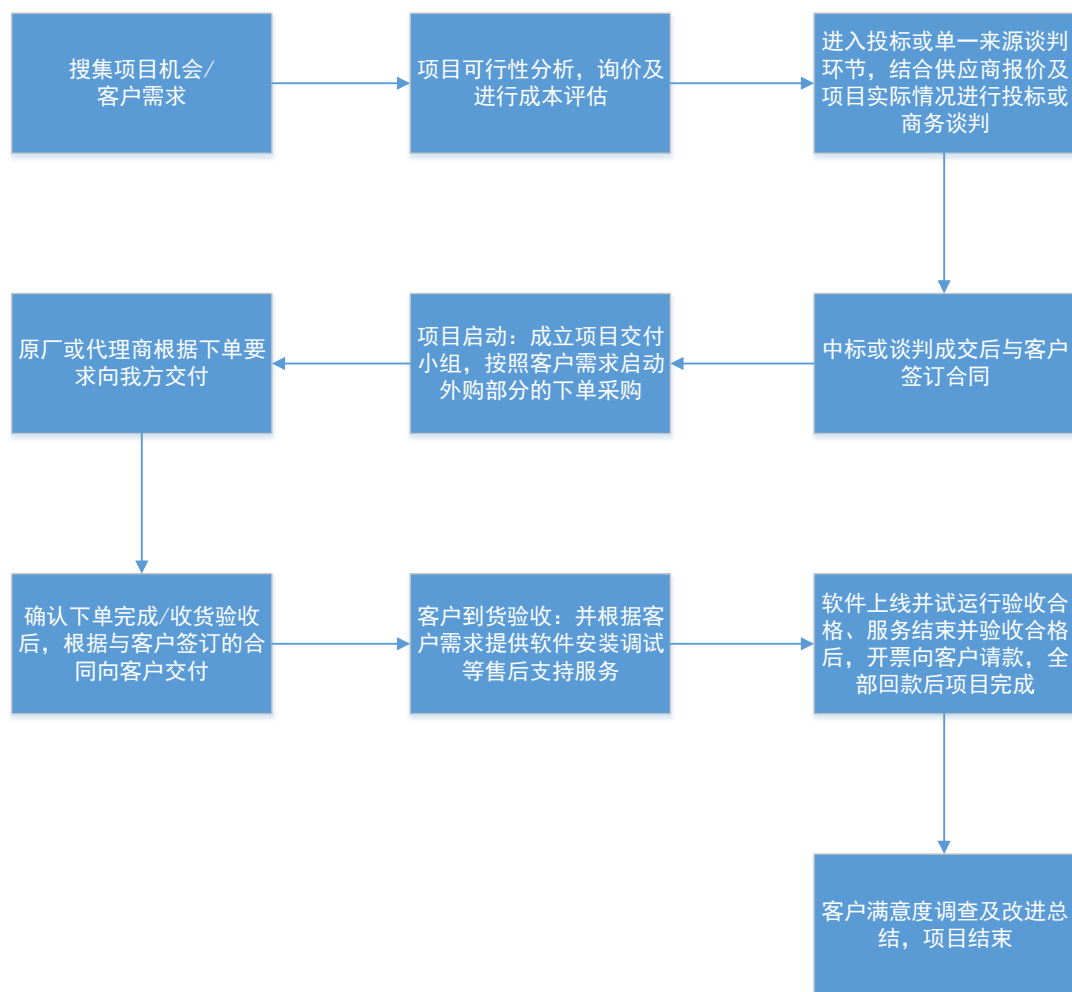 搜集项目机会/
客户需求
项目可行性分析，询价及
进行成本评估
进入投标或单一来源谈判
环节，结合供应商报价及
项目实际情况进行投标或
商务谈判
中标或谈判成交后与客户
签订合同
项目启动：成立项目交付
小组，按照客户需求启动
外购部分的下单采购
原厂或代理商根据下单要
求向我方交付
确认下单完成/收货验收
后，根据与客户签订的合
同向客户交付
客户到货验收：并根据客
户需求提供软件安装调试
等售后支持服务
软件上线并试运行验收合
格、服务结束并验收合格
后，开票向客户请款，全
部回款后项目完成
客户满意度调查及改进总
结，项目结束